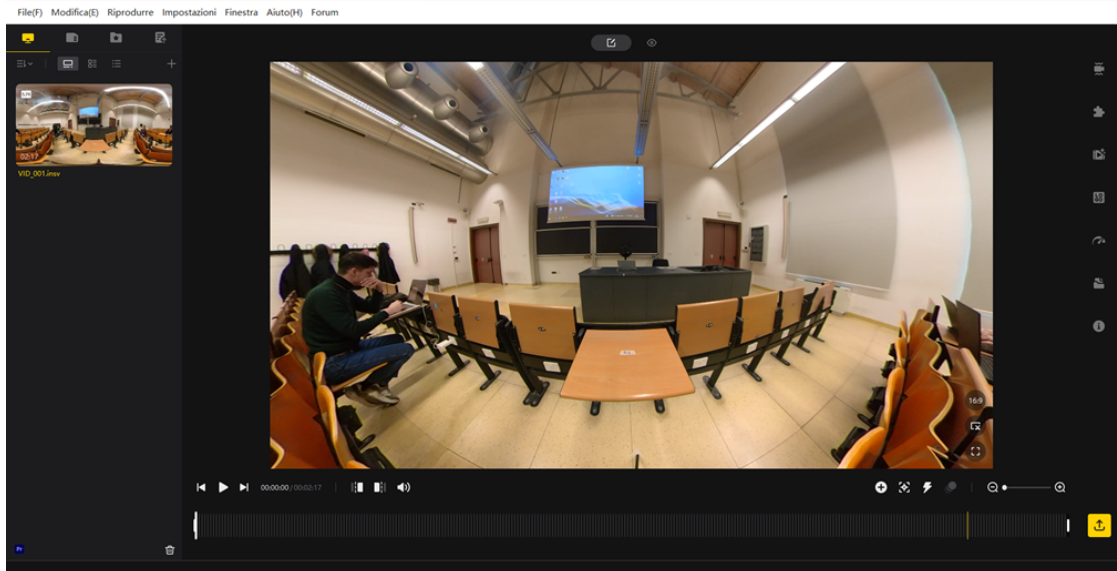 File(F) Modifica(E) Riprodurre Impostazioni Finestra Aiuto(H) Forum
02:17
VID_001.insv
16:9
00:00:00 / 00:02:17
Pr